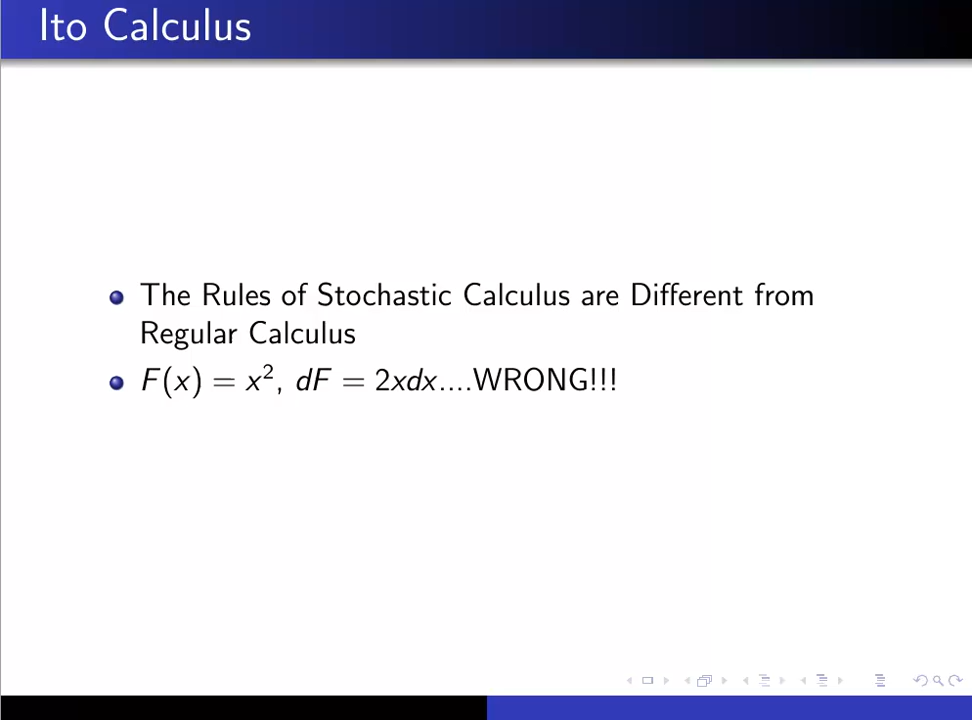 Ito Calculus
The Rules of Stochastic Calculus are Different from
Regular Calculus
F(x) = x², dF = 2xdx....WRONG!!!